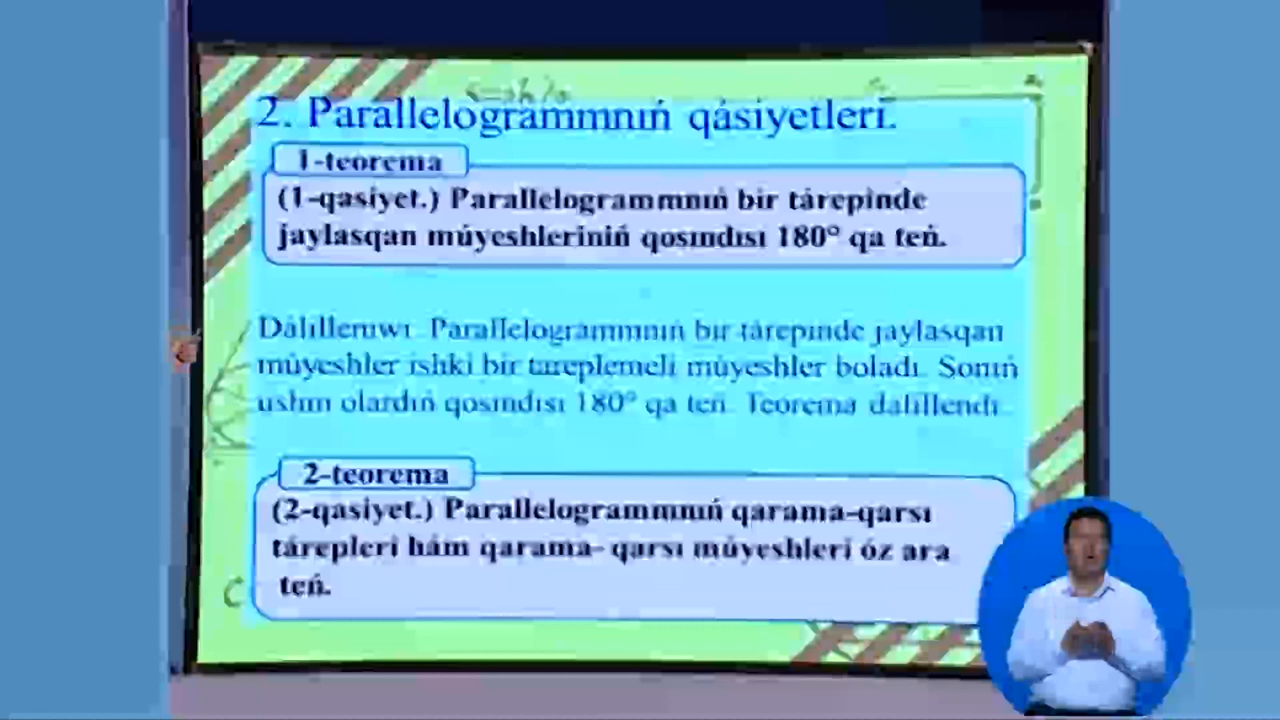 2. Parallelogrammnıń qásiyetleri.
1-teorema
(1-qasiyet.) Parallelogrammnıń bir tárepinde
jaylasqan múyeshleriniń qosındısı 180° qa teń.
Dálillewi. Parallelogrammnıń bir tárepinde jaylasqan
múyeshler ishki bir tareplemeli múyeshler boladı. Sonıń
ushın olardıń qosındısı 180° qa teń. Teorema dálillendi.
2-teorema
(2-qasiyet.) Parallelogrammnıń qarama-qarsı
tárepleri hám qarama- qarsı múyeshleri óz ara
teń.
C